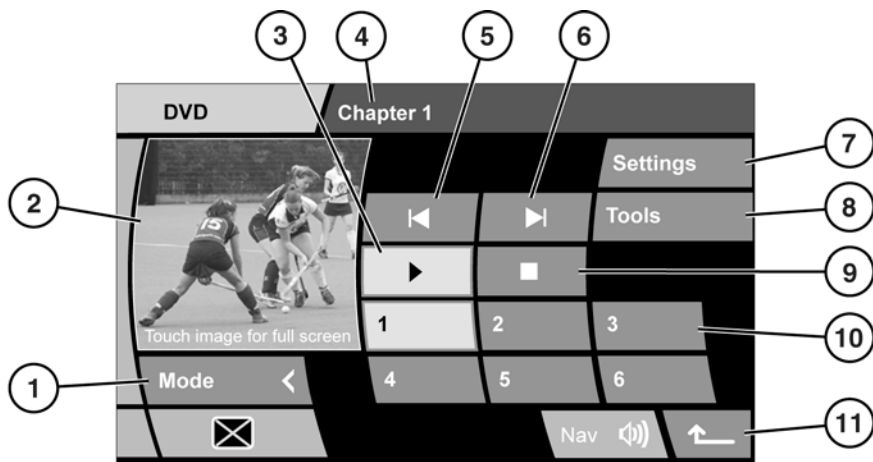 3 4 5 6
DVD Chapter 1
Settings 7
2 Tools 8
15
9
Touch image for full screen
1 2 3 10
1 Mode 4 5 6
Nav 11